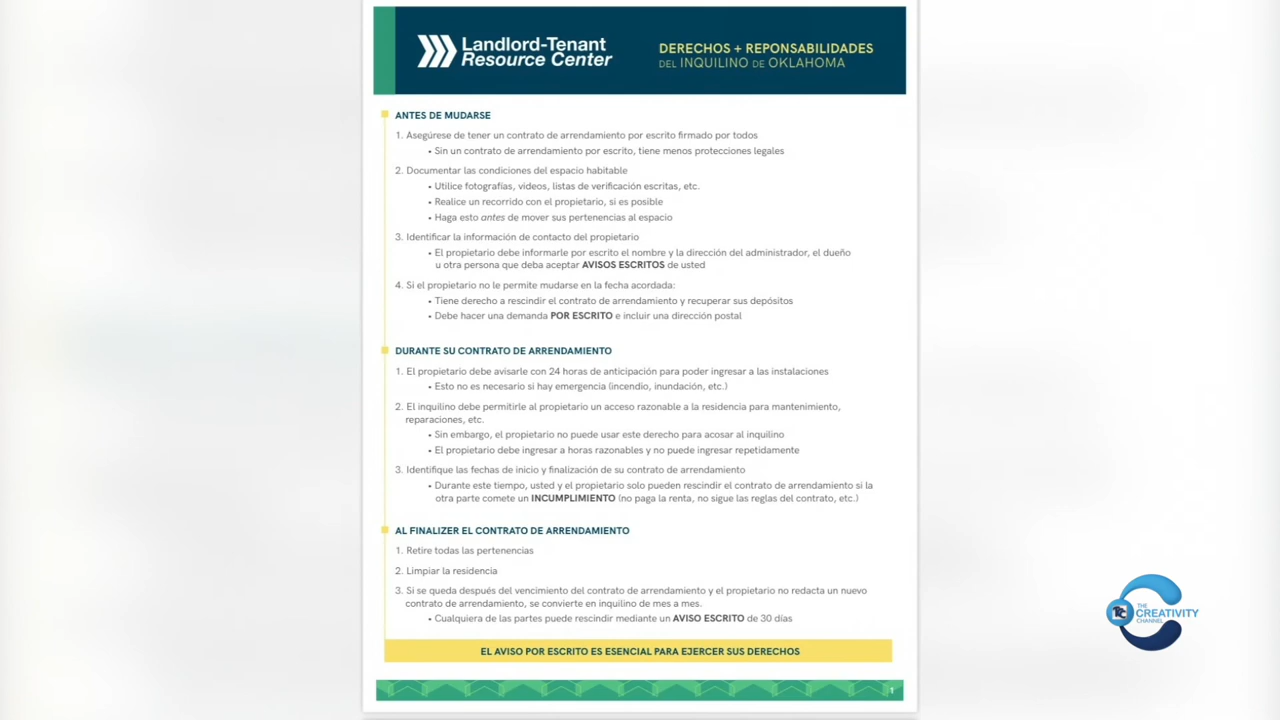 Landlord-Tenant
Resource Center
DERECHOS + REPONSABILIDADES
DEL INQUILINO DE OKLAHOMA
ANTES DE MUDARSE
1. Asegúrese de tener un contrato de arrendamiento por escrito firmado por todos
• Sin un contrato de arrendamiento por escrito, tiene menos protecciones legales
2. Documentar las condiciones del espacio habitable
• Utilice fotografías, videos, listas de verificación escritas, etc.
• Realice un recorrido con el propietario, si es posible
• Haga esto antes de mover sus pertenencias al espacio
3. Identificar la información de contacto del propietario
• El propietario debe informarle por escrito el nombre y la dirección del administrador, el dueño
u otra persona que deba aceptar AVISOS ESCRITOS de usted
4. Si el propietario no le permite mudarse en la fecha acordada:
• Tiene derecho a rescindir el contrato de arrendamiento y recuperar sus depósitos
• Debe hacer una demanda POR ESCRITO e incluir una dirección postal
DURANTE SU CONTRATO DE ARRENDAMIENTO
1. El propietario debe avisarle con 24 horas de anticipación para poder ingresar a las instalaciones
• Esto no es necesario si hay emergencia (incendio, inundación, etc.)
2. El inquilino debe permitirle al propietario un acceso razonable a la residencia para mantenimiento,
reparaciones, etc.
• Sin embargo, el propietario no puede usar este derecho para acosar al inquilino
• El propietario debe ingresar a horas razonables y no puede ingresar repetidamente
3. Identifique las fechas de inicio y finalización de su contrato de arrendamiento
• Durante este tiempo, usted y el propietario solo pueden rescindir el contrato de arrendamiento si la
otra parte comete un INCUMPLIMIENTO (no paga la renta, no sigue las reglas del contrato, etc.)
AL FINALIZER EL CONTRATO DE ARRENDAMIENTO
1. Retire todas las pertenencias
2. Limpiar la residencia
3. Si se queda después del vencimiento del contrato de arrendamiento y el propietario no redacta un nuevo
contrato de arrendamiento, se convierte en inquilino de mes a mes.
• Cualquiera de las partes puede rescindir mediante un AVISO ESCRITO de 30 días
EL AVISO POR ESCRITO ES ESENCIAL PARA EJERCER SUS DERECHOS
1
TC
THE
CREATIVITY
CHANNEL